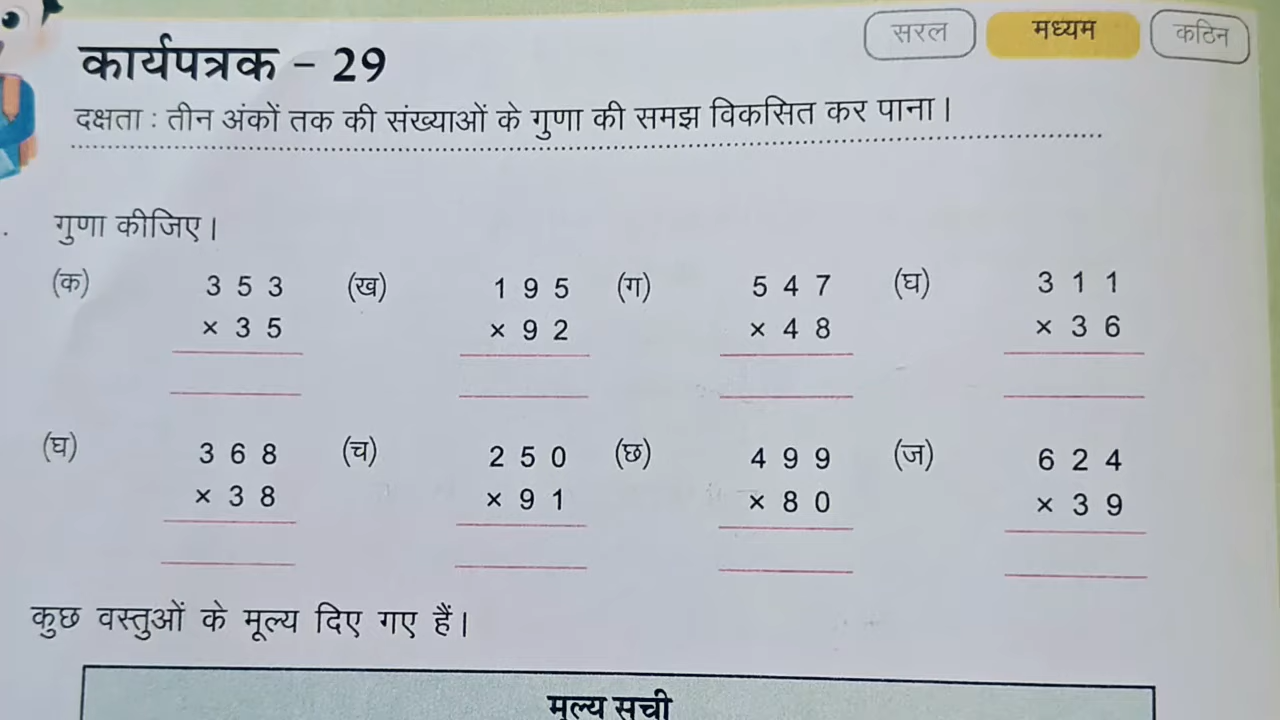 सरल मध्यम कठिन
कार्यपत्रक – 29
दक्षता : तीन अंकों तक की संख्याओं के गुणा की समझ विकसित कर पाना।
गुणा कीजिए।
(क) 3 5 3 (ख) 1 9 5 (ग) 5 4 7 (घ) 3 1 1
× 3 5 × 9 2 × 4 8 × 3 6
(घ) 3 6 8 (च) 2 5 0 (छ) 4 9 9 (ज) 6 2 4
× 3 8 × 9 1 × 8 0 × 3 9
कुछ वस्तुओं के मूल्य दिए गए हैं।
मूल्य सूची